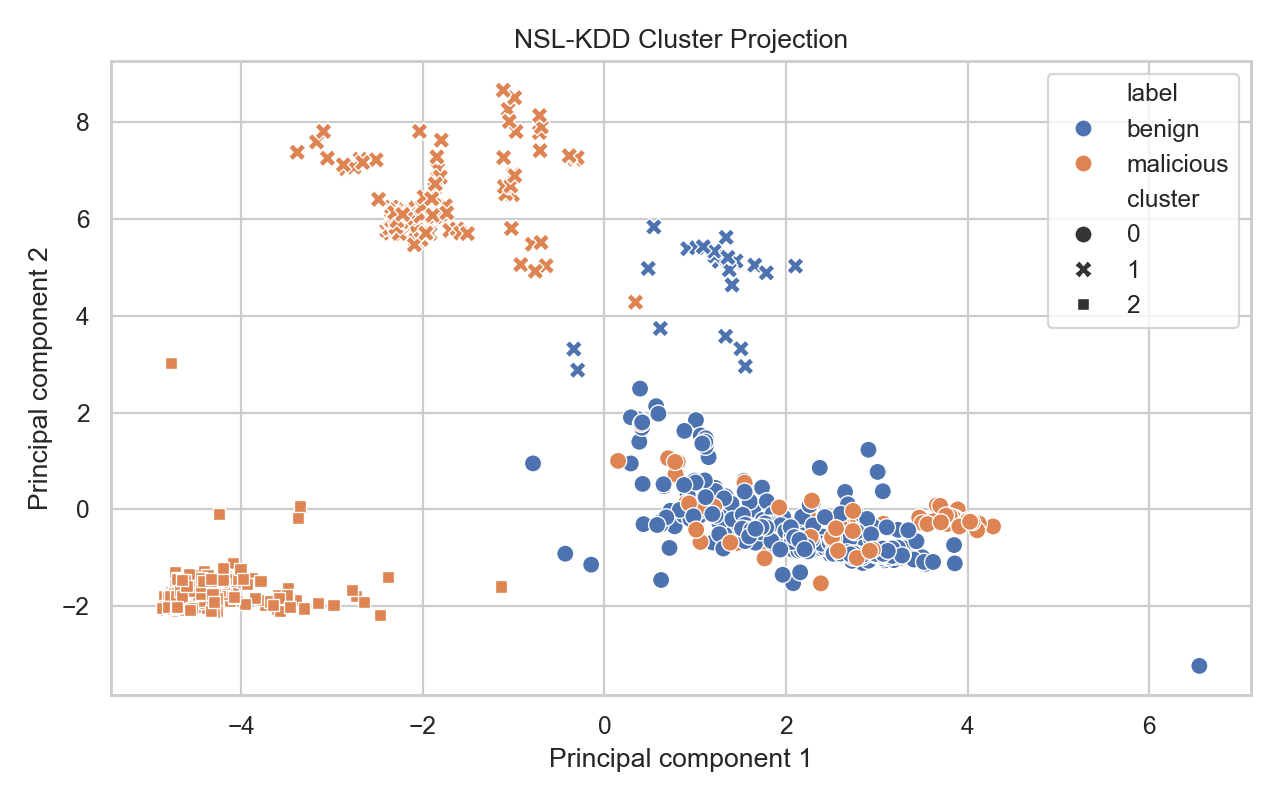 NSL-KDD Cluster Projection
label
benign
malicious
cluster
0
1
2
Principal component 2
8
6
4
2
0
−2
−4
−2
0
2
4
6
Principal component 1